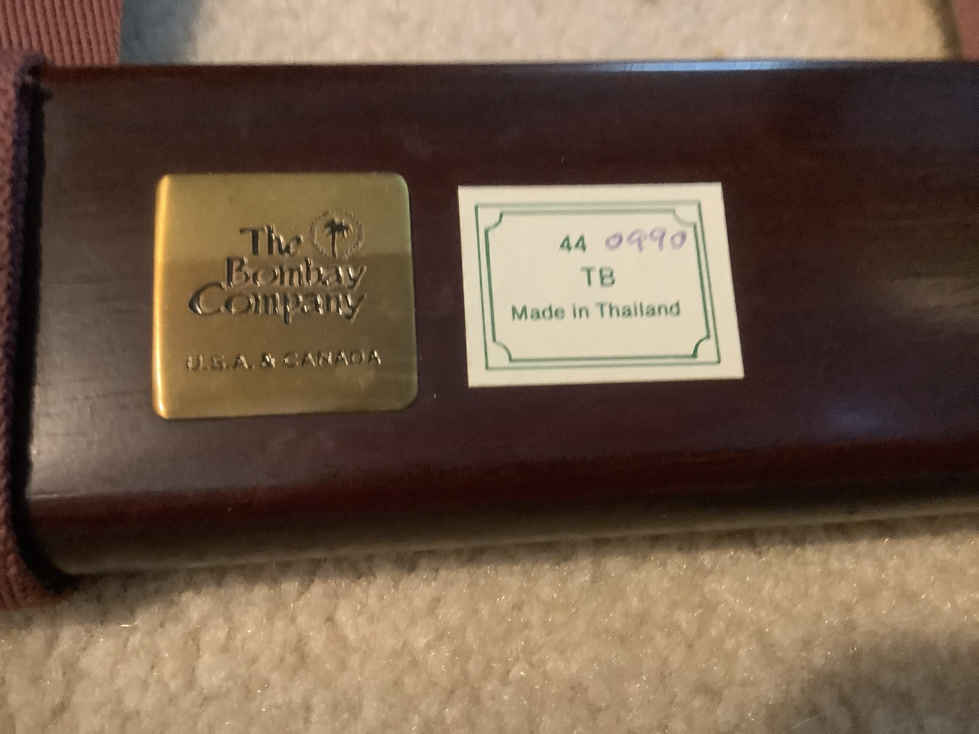 The
Bombay
Company
U.S.A. & CANADA
44 0990
TB
Made in Thailand